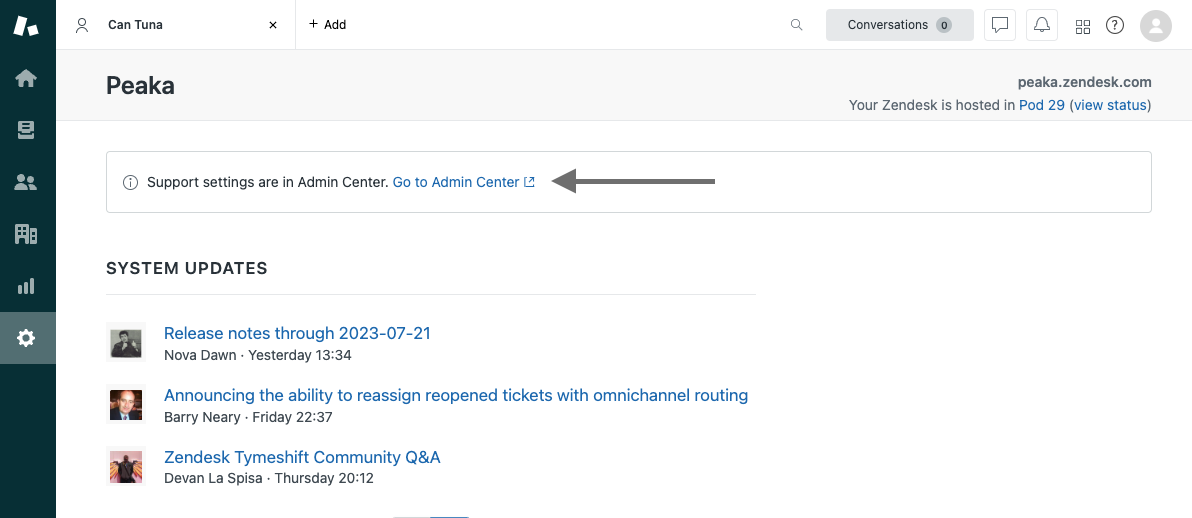 Can Tuna × + Add Conversations 0
Peaka
peaka.zendesk.com
Your Zendesk is hosted in Pod 29 (view status)
Support settings are in Admin Center. Go to Admin Center
SYSTEM UPDATES
Release notes through 2023-07-21
Nova Dawn · Yesterday 13:34
Announcing the ability to reassign reopened tickets with omnichannel routing
Barry Neary · Friday 22:37
Zendesk Tymeshift Community Q&A
Devan La Spisa · Thursday 20:12